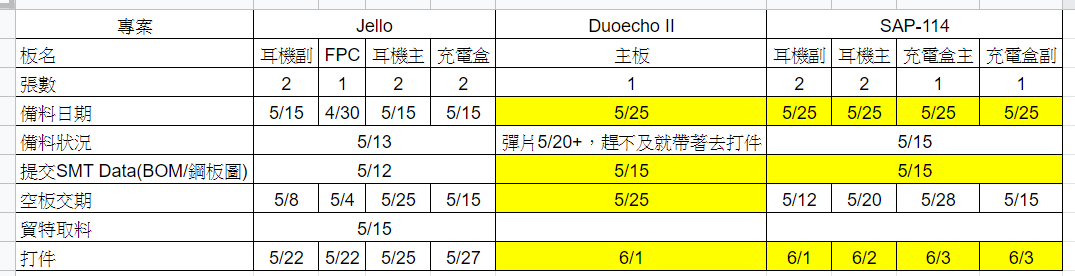 專案 Jello Duoecho II SAP-114
板名 耳機副 FPC 耳機主 充電盒 主板 耳機副 耳機主 充電盒主 充電盒副
張數 2 1 2 2 1 2 2 1 1
備料日期 5/15 4/30 5/15 5/15 5/25 5/25 5/25 5/25 5/25
備料狀況 5/13 彈片5/20+，趕不及就帶著去打件 5/15
提交SMT Data(BOM/鋼板圖) 5/12 5/15 5/15
空板交期 5/8 5/4 5/25 5/15 5/25 5/12 5/20 5/28 5/15
貿特取料 5/15
打件 5/22 5/22 5/25 5/27 6/1 6/1 6/2 6/3 6/3